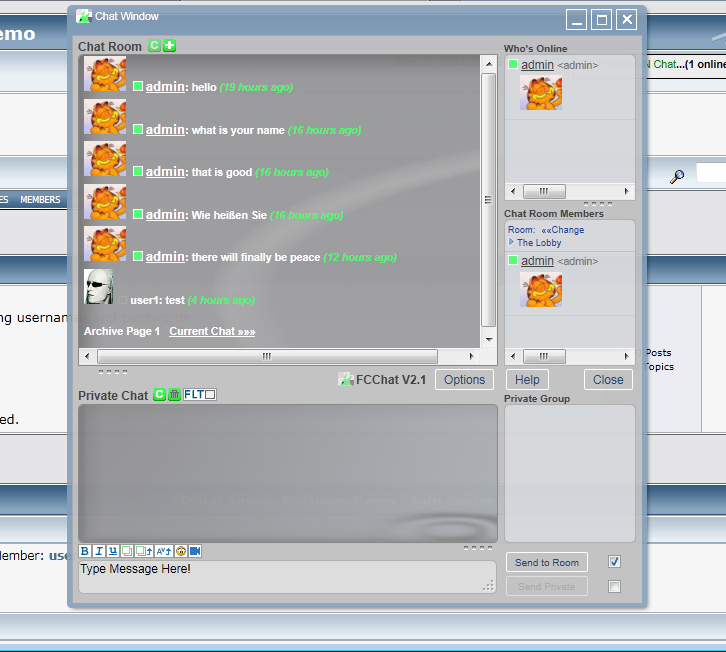 Chat Window
emo
Chat Room C
Who's Online
admin: hello (19 hours ago)
admin <admin>
N Chat...(1 online
admin: what is your name (16 hours ago)
admin: that is good (16 hours ago)
ES MEMBERS
admin: Wie heißen Sie (16 hours ago)
Chat Room Members
Room: ««Change
The Lobby
admin: there will finally be peace (12 hours ago)
admin <admin>
user1: test (4 hours ago)
ng userna
Archive Page 1 Current Chat »»»
Posts
Topics
FCChat V2.1 Options Help Close
Private Chat C FLT
Private Group
ed.
B I U
ember: use
Send to Room
Type Message Here!
Send Private